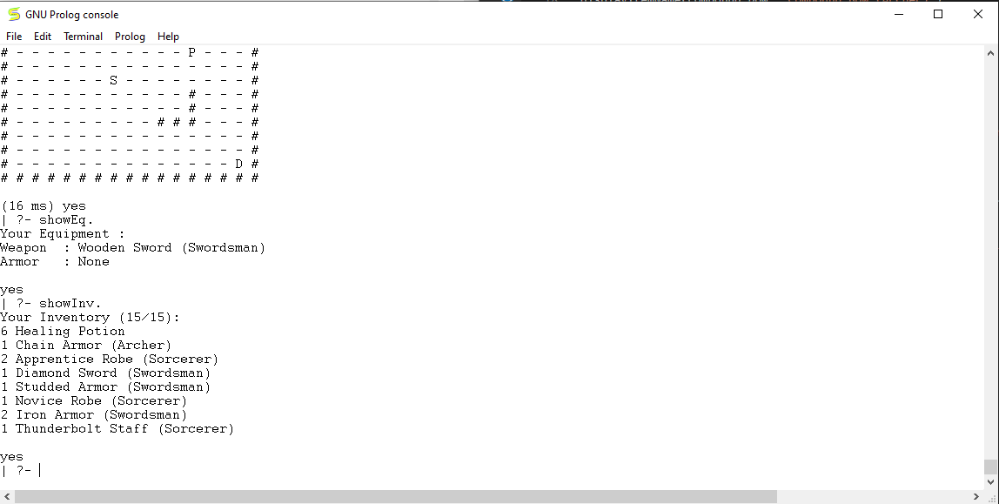 GNU Prolog console
File Edit Terminal Prolog Help
# - - - - - - - - - - - P - - - #
# - - - - - - - - - - - - - - - #
# - - - - - - S - - - - - - - - #
# - - - - - - - - - - - # - - - #
# - - - - - - - - - - - # - - - #
# - - - - - - - - - # # # - - - #
# - - - - - - - - - - - - - - - #
# - - - - - - - - - - - - - - - #
# - - - - - - - - - - - - - - D #
# # # # # # # # # # # # # # # # #
(16 ms) yes
| ?- showEq.
Your Equipment :
Weapon  : Wooden Sword (Swordsman)
Armor   : None
yes
| ?- showInv.
Your Inventory (15/15):
6 Healing Potion
1 Chain Armor (Archer)
2 Apprentice Robe (Sorcerer)
1 Diamond Sword (Swordsman)
1 Studded Armor (Swordsman)
1 Novice Robe (Sorcerer)
2 Iron Armor (Swordsman)
1 Thunderbolt Staff (Sorcerer)
yes
| ?-